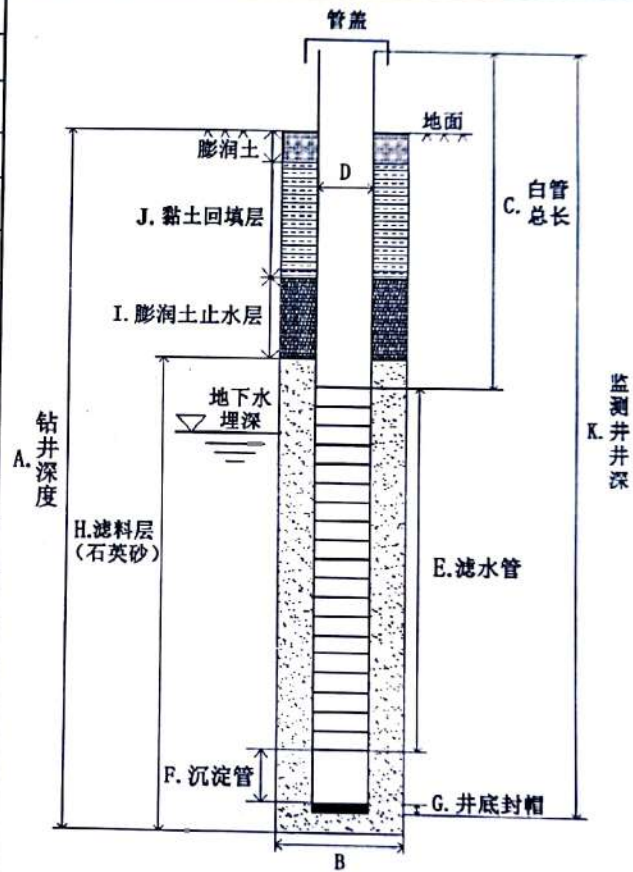 管盖
地面
膨润土
D
C.
白管
总长
J. 黏土回填层
I. 膨润土止水层
地下水
埋深
A.
钻井深度
K.
监测井井深
H.滤料层
(石英砂)
E.滤水管
F. 沉淀管
G. 井底封帽
B